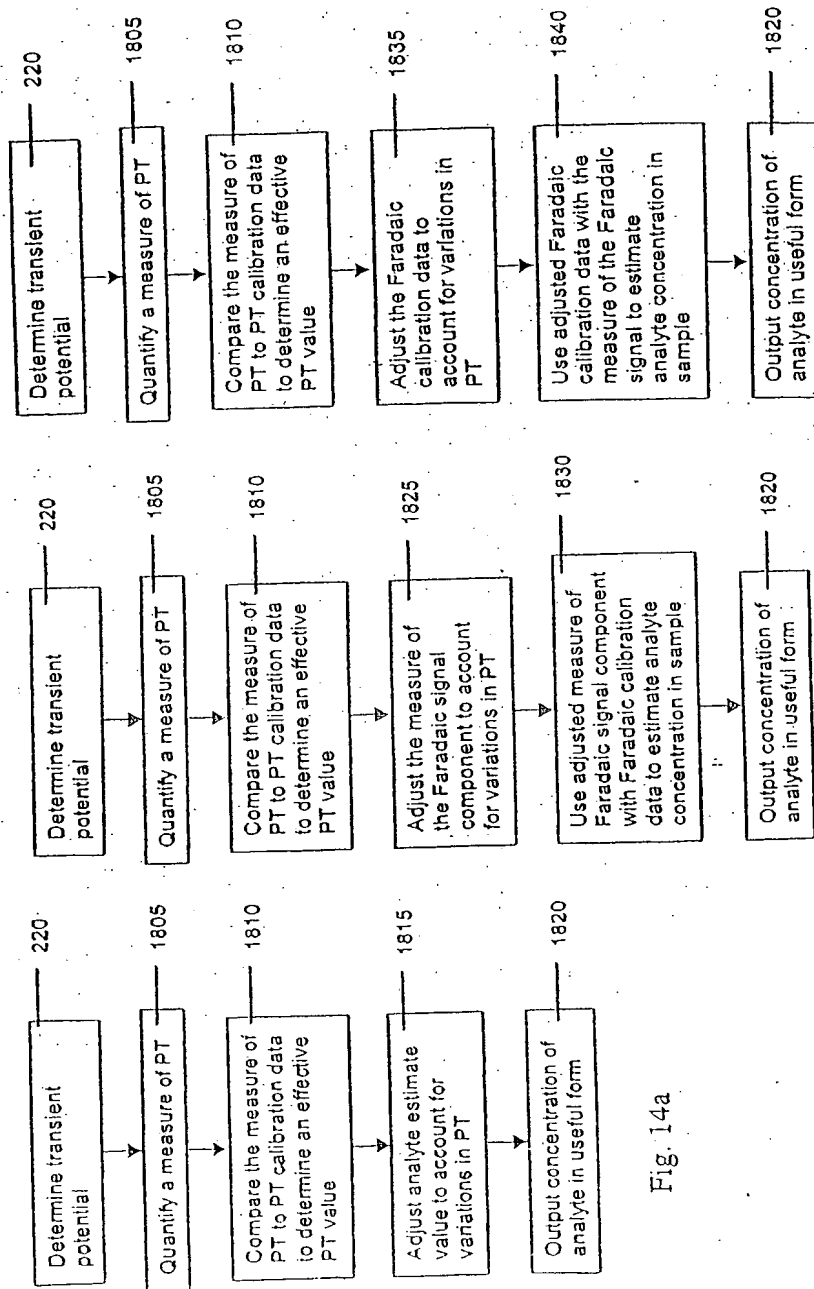 Determine transient
potential
220
Quantify a measure of PT
1805
Compare the measure of
PT to PT calibration data
to determine an effective
PT value
1810
Adjust analyte estimate
value to account for
variations in PT
1815
Output concentration of
analyte in useful form
1820
Determine transient
potential
220
Quantify a measure of PT
1805
Compare the measure of
PT to PT calibration data
to determine an effective
PT value
1810
Adjust the measure of
the Faradaic signal
component to account
for variations in PT
1825
Use adjusted measure of
Faradaic signal component
with Faradaic calibration
data to estimate analyte
concentration in sample
1830
Output concentration of
analyte in useful form
1820
Determine transient
potential
220
Quantify a measure of PT
1805
Compare the measure of
PT to PT calibration data
to determine an effective
PT value
1810
Adjust the Faradaic
calibration data to
account for variations in
PT
1835
Use adjusted Faradaic
calibration data with the
measure of the Faradaic
signal to estimate
analyte concentration in
sample
1840
Output concentration of
analyte in useful form
1820
Fig. 14a